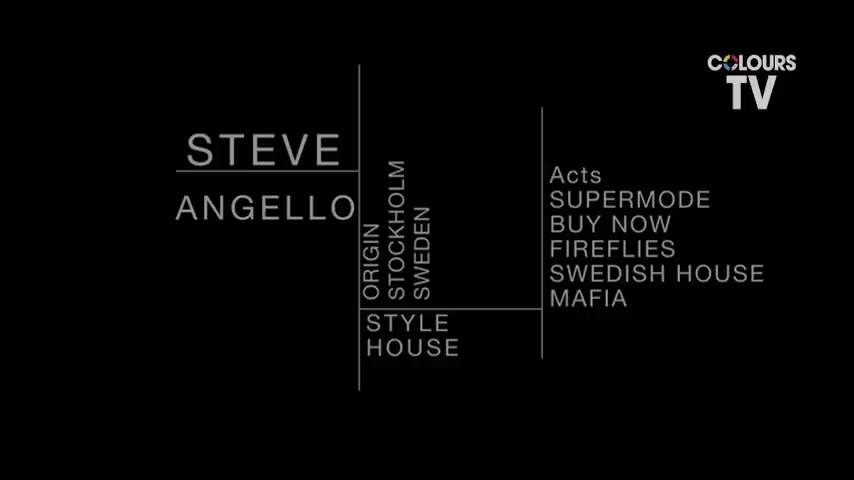 COLOURS
TV
STEVE
ANGELLO
ORIGIN
STOCKHOLM
SWEDEN
STYLE
HOUSE
Acts
SUPERMODE
BUY NOW
FIREFLIES
SWEDISH HOUSE
MAFIA